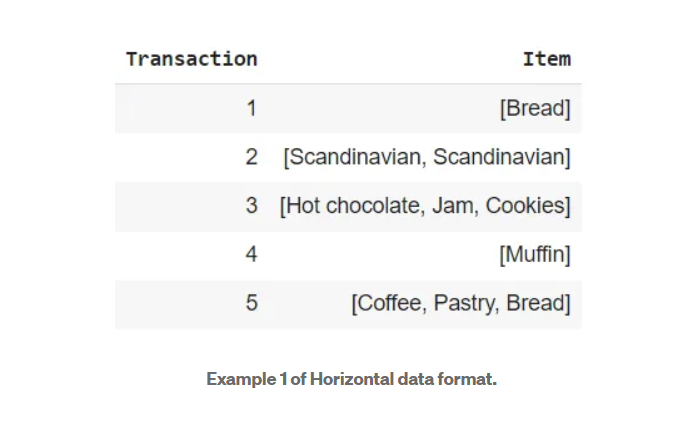 Transaction Item
1 [Bread]
2 [Scandinavian, Scandinavian]
3 [Hot chocolate, Jam, Cookies]
4 [Muffin]
5 [Coffee, Pastry, Bread]
Example 1 of Horizontal data format.